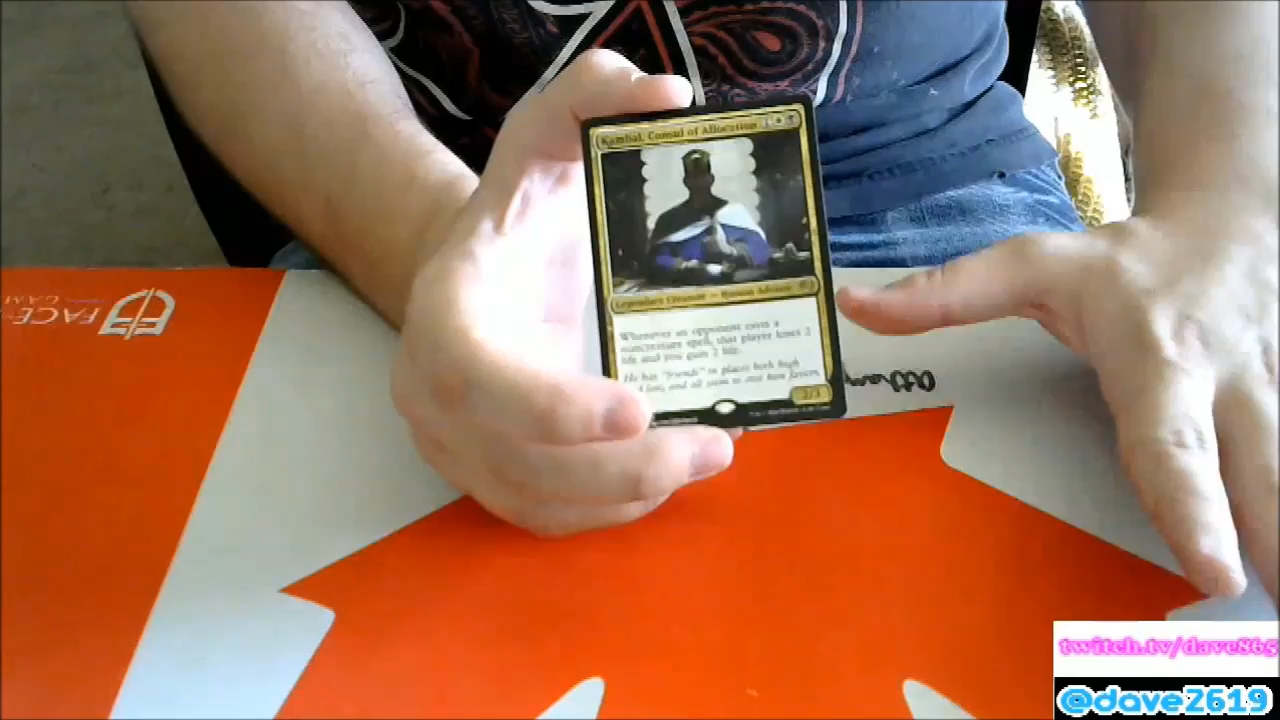 Kambal, Consul of Allocation
Legendary Creature — Human Advisor
Whenever an opponent casts a
noncreature spell, that player loses 2
life and you gain 2 life.
He has "friends" in places both high
low, and all seem to owe him favors.
2/3
FACE
GAM
twitch.tv/dave865
@dave2619